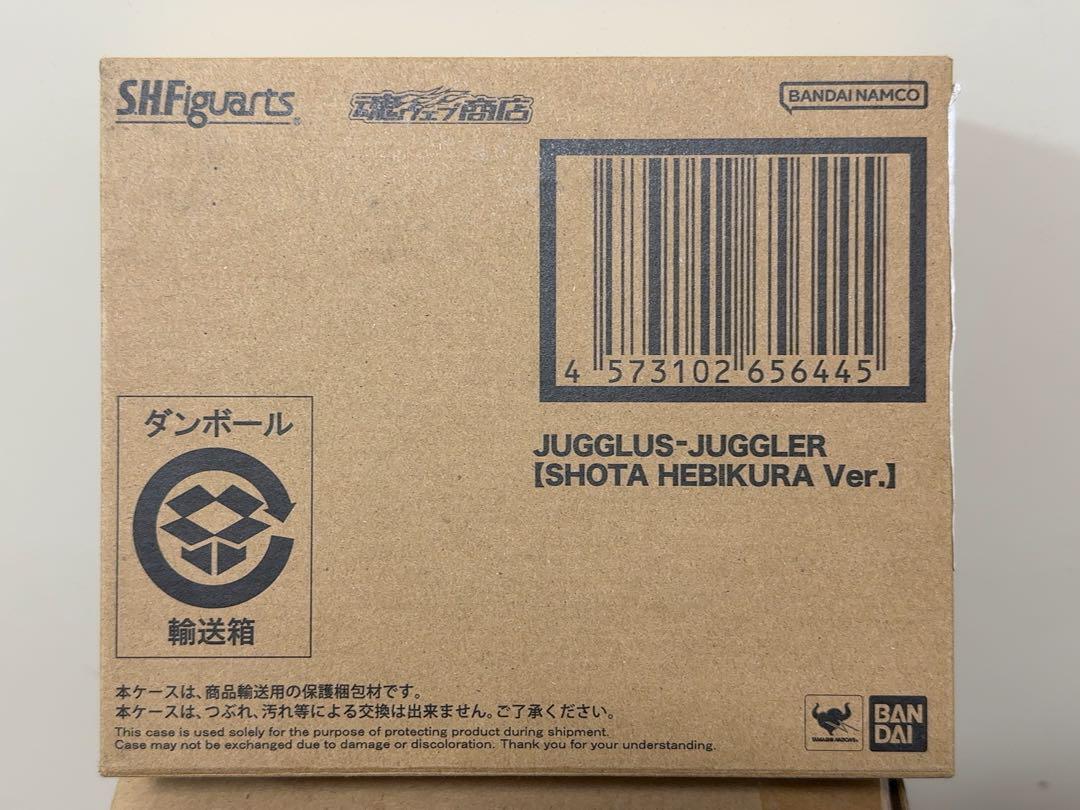 S.H.Figuarts
魂ウェブ商店
BANDAI NAMCO
4 573102 656445
JUGGLUS-JUGGLER
【SHOTA HEBIKURA Ver.】
ダンボール
輸送箱
本ケースは、商品輸送用の保護梱包材です。
本ケースは、つぶれ、汚れ等による交換は出来ません。ご了承ください。
This case is used solely for the purpose of protecting product during shipment.
Case may not be exchanged due to damage or discoloration. Thank you for your understanding.
TAMASHII NATIONS
BAN
DAI